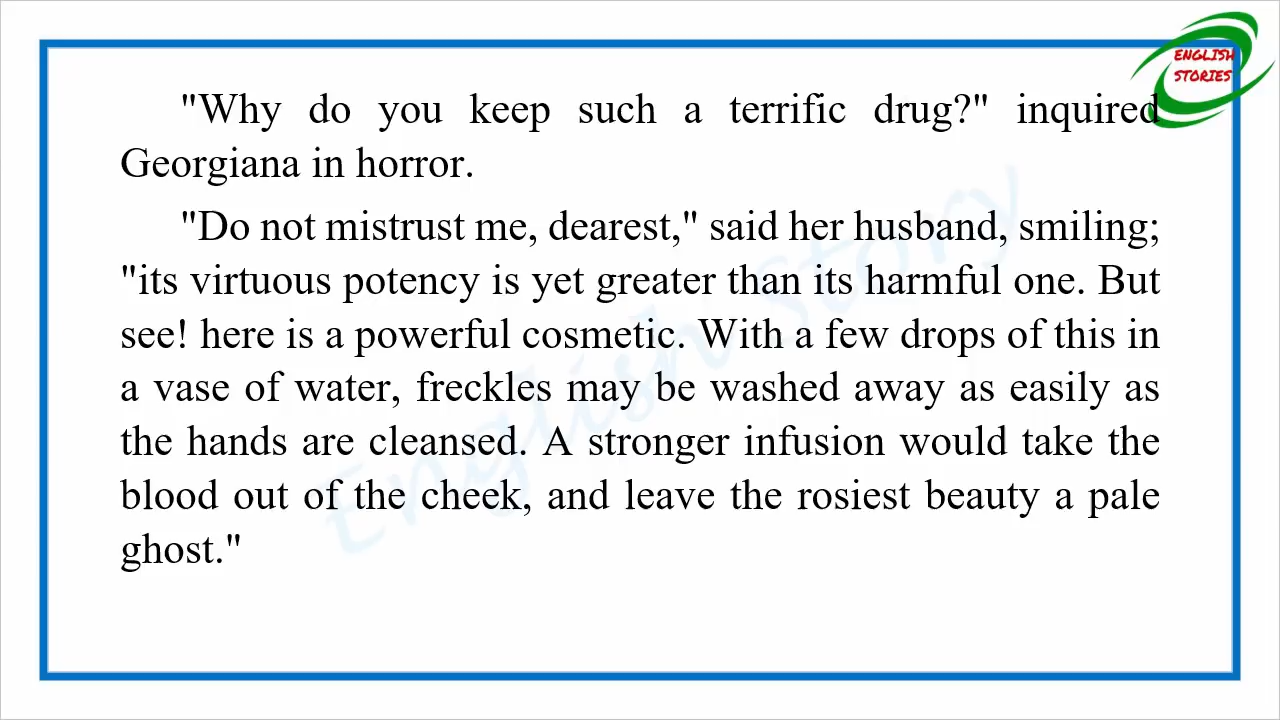 ENGLISH
STORIES
"Why do you keep such a terrific drug?" inquired
Georgiana in horror.
"Do not mistrust me, dearest," said her husband, smiling;
"its virtuous potency is yet greater than its harmful one. But
see! here is a powerful cosmetic. With a few drops of this in
a vase of water, freckles may be washed away as easily as
the hands are cleansed. A stronger infusion would take the
blood out of the cheek, and leave the rosiest beauty a pale
ghost."
English Story